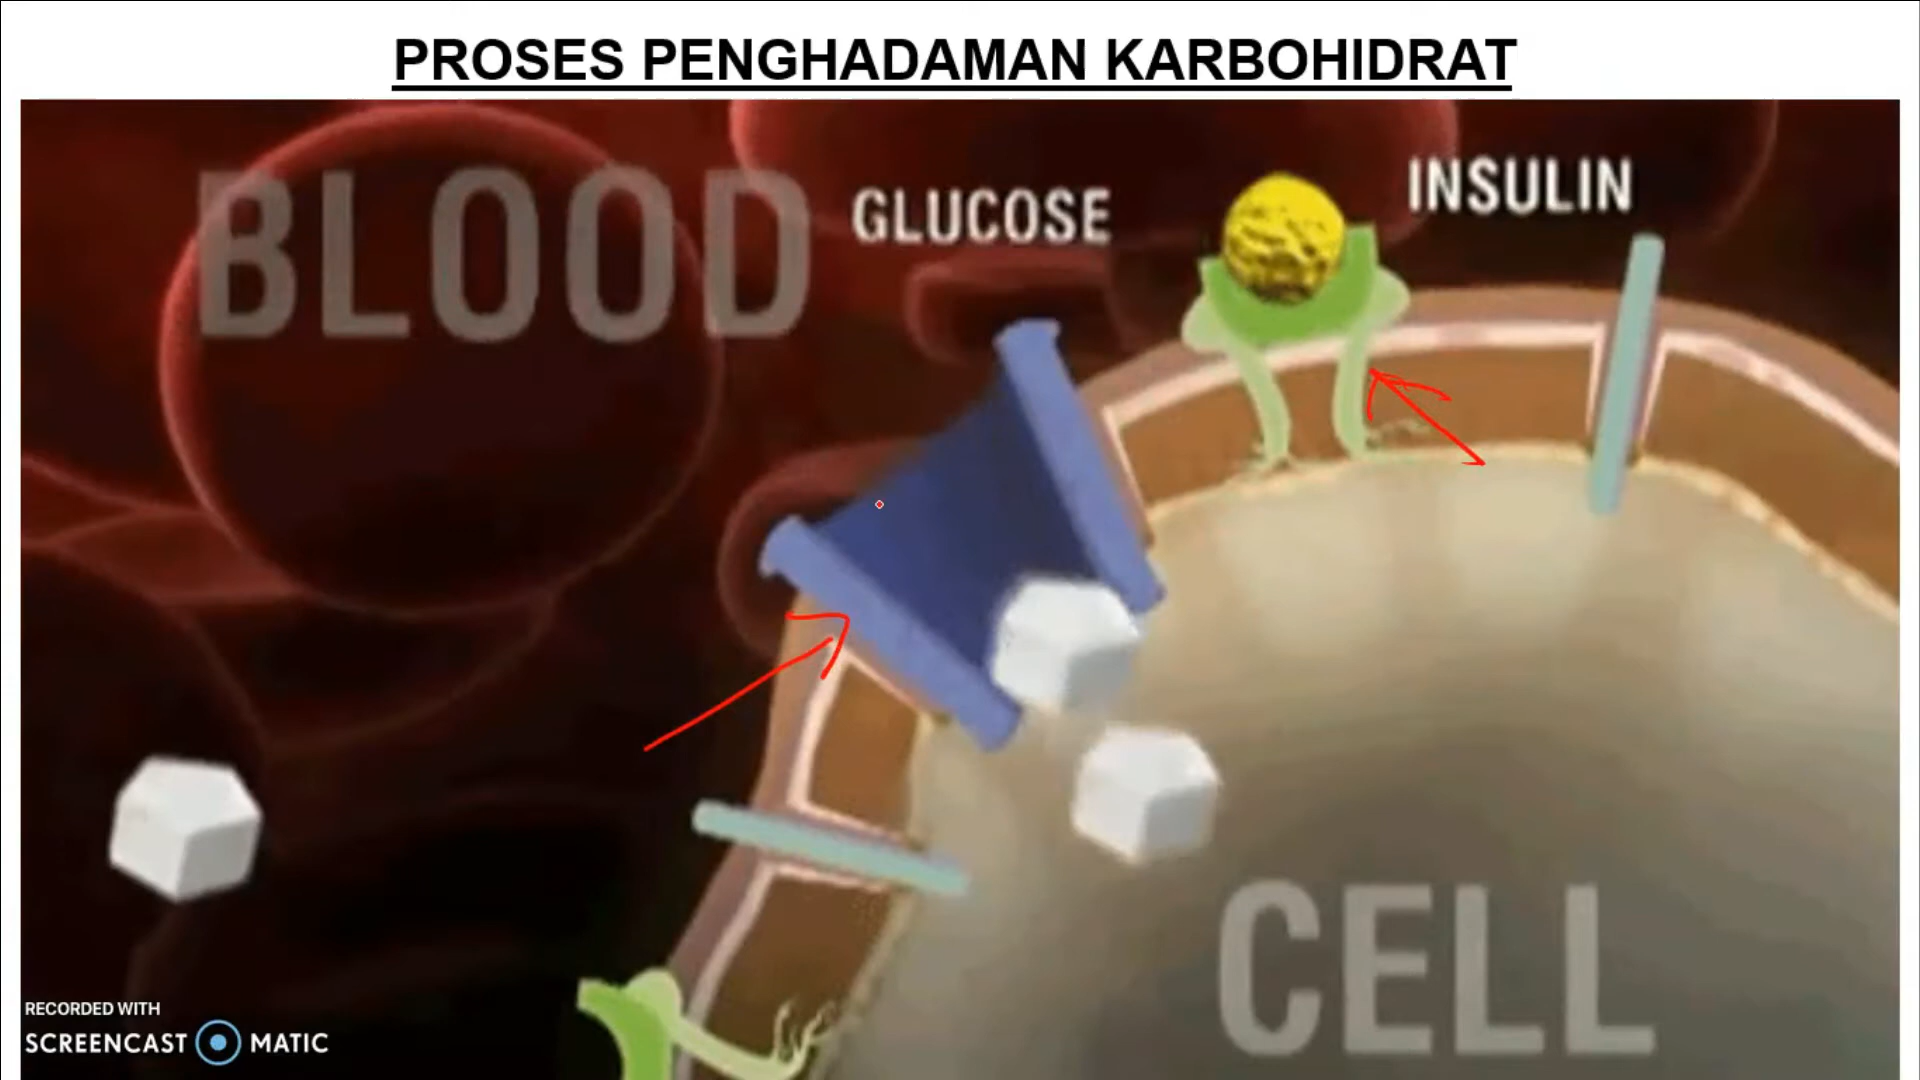 PROSES PENGHADAMAN KARBOHIDRAT
BLOOD
GLUCOSE
INSULIN
CELL
RECORDED WITH
SCREENCAST MATIC